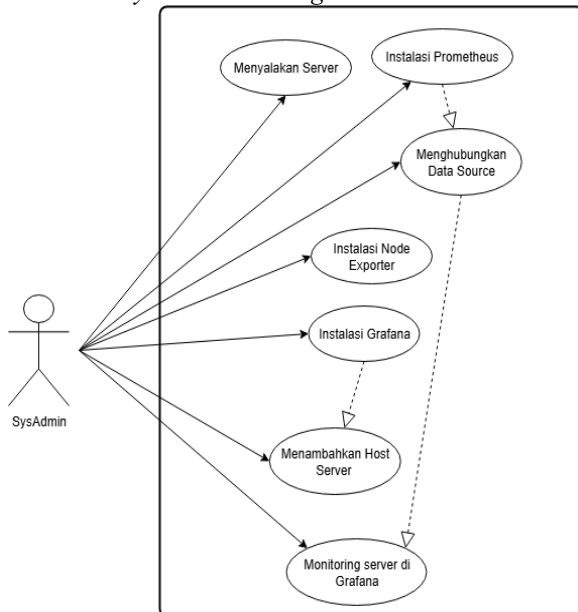 Menyalakan Server
Instalasi Prometheus
Menghubungkan
Data Source
Instalasi Node
Exporter
Instalasi Grafana
SysAdmin
Menambahkan Host
Server
Monitoring server di
Grafana